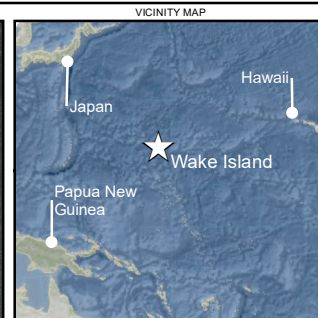 VICINITY MAP
Hawaii
Japan
Wake Island
Papua New
Guinea